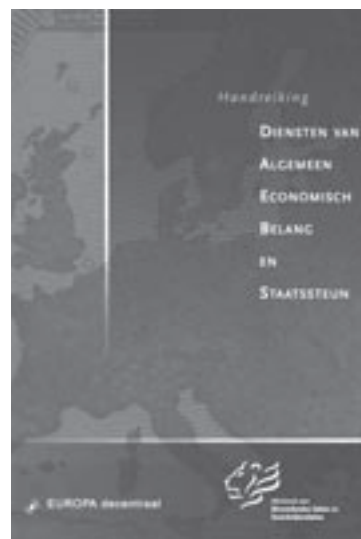 Handreiking
DIENSTEN VAN
ALGEMEEN
ECONOMISCH
BELANG
EN
STAATSSTEUN
EUROPA decentraal